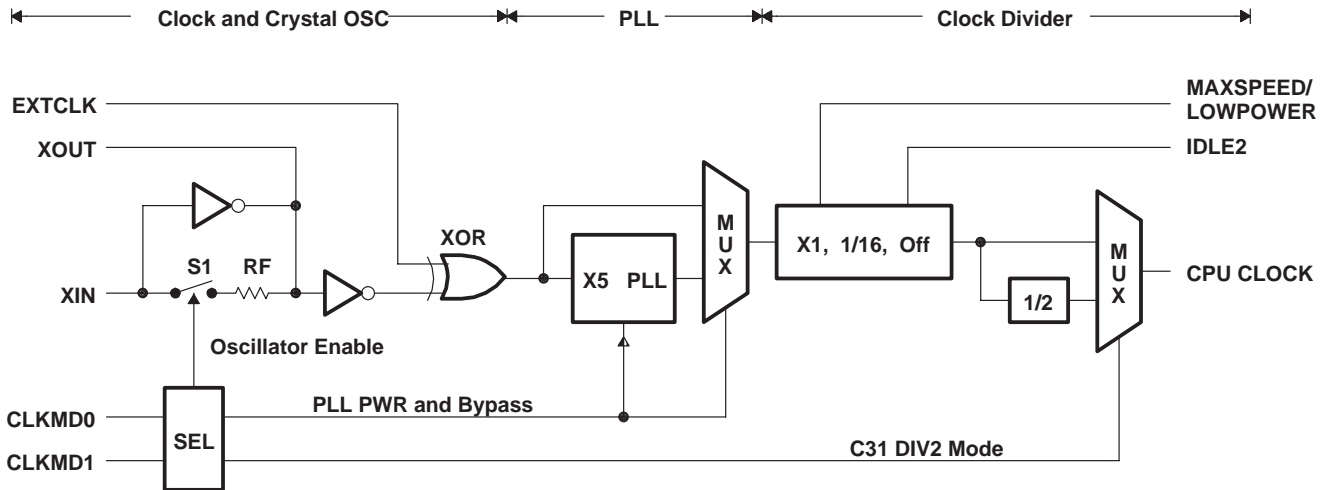 Clock and Crystal OSC
PLL
Clock Divider
EXTCLK
XOUT
XIN
S1
RF
XOR
Oscillator Enable
CLKMD0
CLKMD1
SEL
PLL PWR and Bypass
C31 DIV2 Mode
X5 PLL
MUX
X1, 1/16, Off
MAXSPEED/
LOWPOWER
IDLE2
1/2
MUX
CPU CLOCK